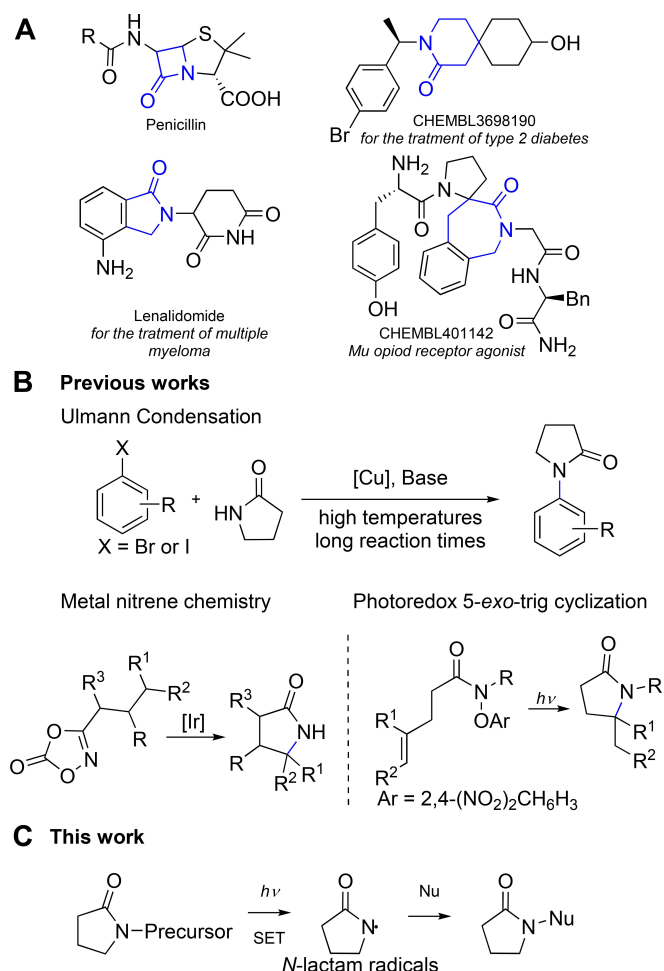 A
R
H
N
O
O
N
S
COOH
Penicillin
N
O
OH
Br
CHEMBL3698190
for the tratment of type 2 diabetes
O
N
O
O
NH
NH2
Lenalidomide
for the tratment of multiple
myeloma
NH2
N
O
O
N
O
HN
Bn
O
NH2
OH
CHEMBL401142
Mu opiod receptor agonist
B Previous works
Ulmann Condensation
X
R
X = Br or I
+
O
HN
[Cu], Base
high temperatures
long reaction times
N
O
R
Metal nitrene chemistry
R3
R1
R2
R
O
O
O
N
[Ir]
R3
O
NH
R
R2
R1
Photoredox 5-exo-trig cyclization
O
N
R
OAr
R1
R2
hν
O
N
R
R1
R2
Ar = 2,4-(NO2)2CH6H3
C This work
O
N
Precursor
hν
SET
O
N·
N-lactam radicals
Nu
O
N
Nu